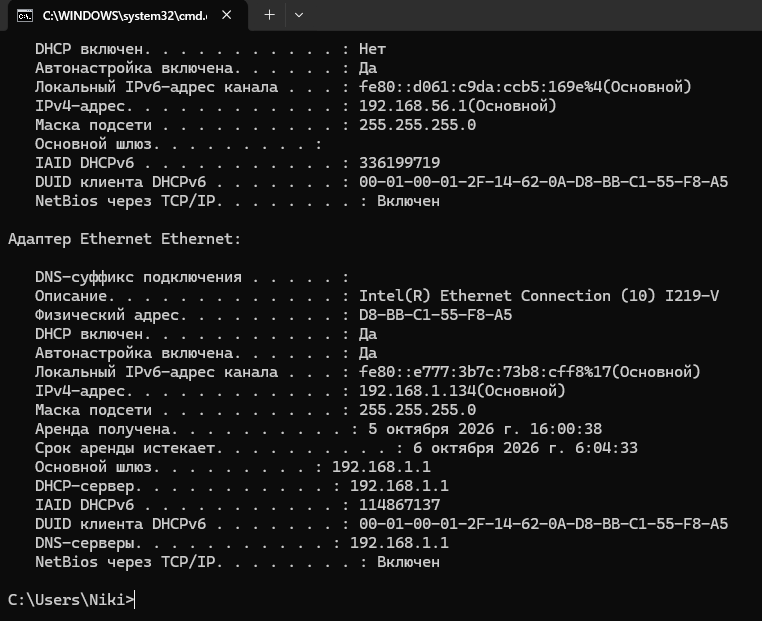 C:\WINDOWS\system32\cmd.
DHCP включен. . . . . . . . . . . : Нет
Автонастройка включена. . . . . . : Да
Локальный IPv6-адрес канала . . . : fe80::d061:c9da:ccb5:169e%4(Основной)
IPv4-адрес. . . . . . . . . . . . : 192.168.56.1(Основной)
Маска подсети . . . . . . . . . . : 255.255.255.0
Основной шлюз. . . . . . . . . :
IAID DHCPv6 . . . . . . . . . . . : 336199719
DUID клиента DHCPv6 . . . . . . . : 00-01-00-01-2F-14-62-0A-D8-BB-C1-55-F8-A5
NetBios через TCP/IP. . . . . . . . : Включен
Адаптер Ethernet Ethernet:
DNS-суффикс подключения . . . . . :
Описание. . . . . . . . . . . . . : Intel(R) Ethernet Connection (10) I219-V
Физический адрес. . . . . . . . . : D8-BB-C1-55-F8-A5
DHCP включен. . . . . . . . . . . : Да
Автонастройка включена. . . . . . : Да
Локальный IPv6-адрес канала . . . : fe80::e777:3b7c:73b8:cff8%17(Основной)
IPv4-адрес. . . . . . . . . . . . : 192.168.1.134(Основной)
Маска подсети . . . . . . . . . . : 255.255.255.0
Аренда получена. . . . . . . . . . : 5 октября 2026 г. 16:00:38
Срок аренды истекает. . . . . . . . . . : 6 октября 2026 г. 6:04:33
Основной шлюз. . . . . . . . . : 192.168.1.1
DHCP-сервер. . . . . . . . . . . : 192.168.1.1
IAID DHCPv6 . . . . . . . . . . . : 114867137
DUID клиента DHCPv6 . . . . . . . : 00-01-00-01-2F-14-62-0A-D8-BB-C1-55-F8-A5
DNS-серверы. . . . . . . . . . . : 192.168.1.1
NetBios через TCP/IP. . . . . . . . : Включен
C:\Users\Niki>